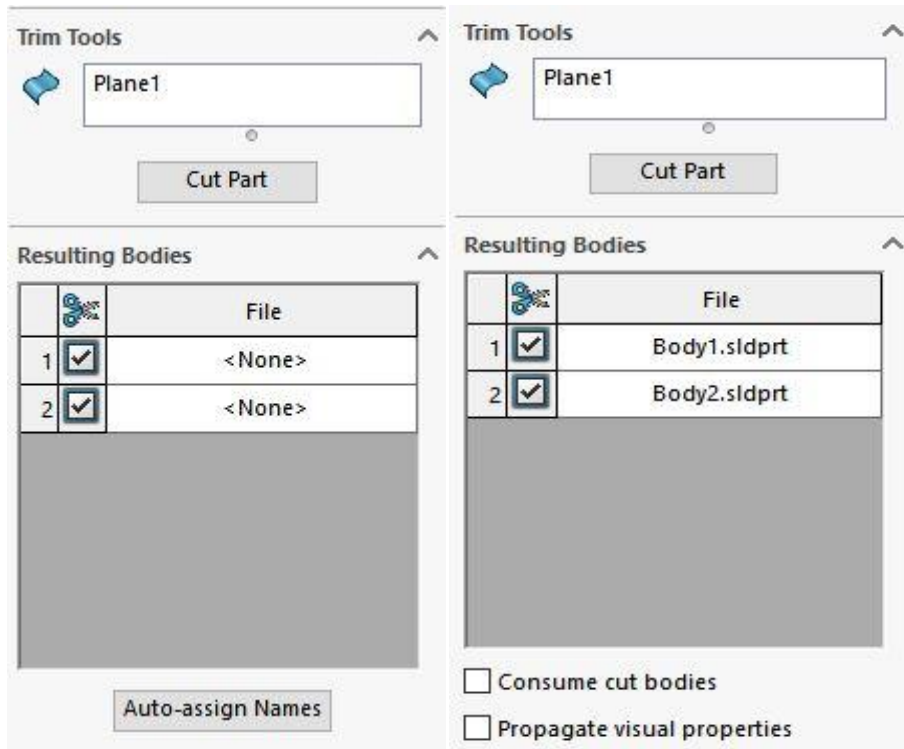 Trim Tools
Plane1
Cut Part
Resulting Bodies
File
1 <None>
2 <None>
Auto-assign Names
Trim Tools
Plane1
Cut Part
Resulting Bodies
File
1 Body1.sldprt
2 Body2.sldprt
Consume cut bodies
Propagate visual properties